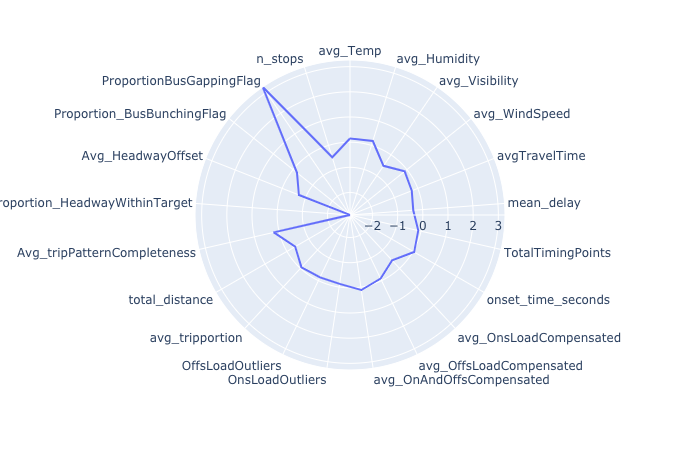 avg_Temp
n_stops
avg_Humidity
ProportionBusGappingFlag
avg_Visibility
Proportion_BusBunchingFlag
avg_WindSpeed
Avg_HeadwayOffset
avgTravelTime
roportion_HeadwayWithinTarget
mean_delay
−2 −1 0 1 2 3
Avg_tripPatternCompleteness
TotalTimingPoints
total_distance
onset_time_seconds
avg_tripportion
avg_OnsLoadCompensated
OffsLoadOutliers
avg_OffsLoadCompensated
OnsLoadOutliers
avg_OnAndOffsCompensated